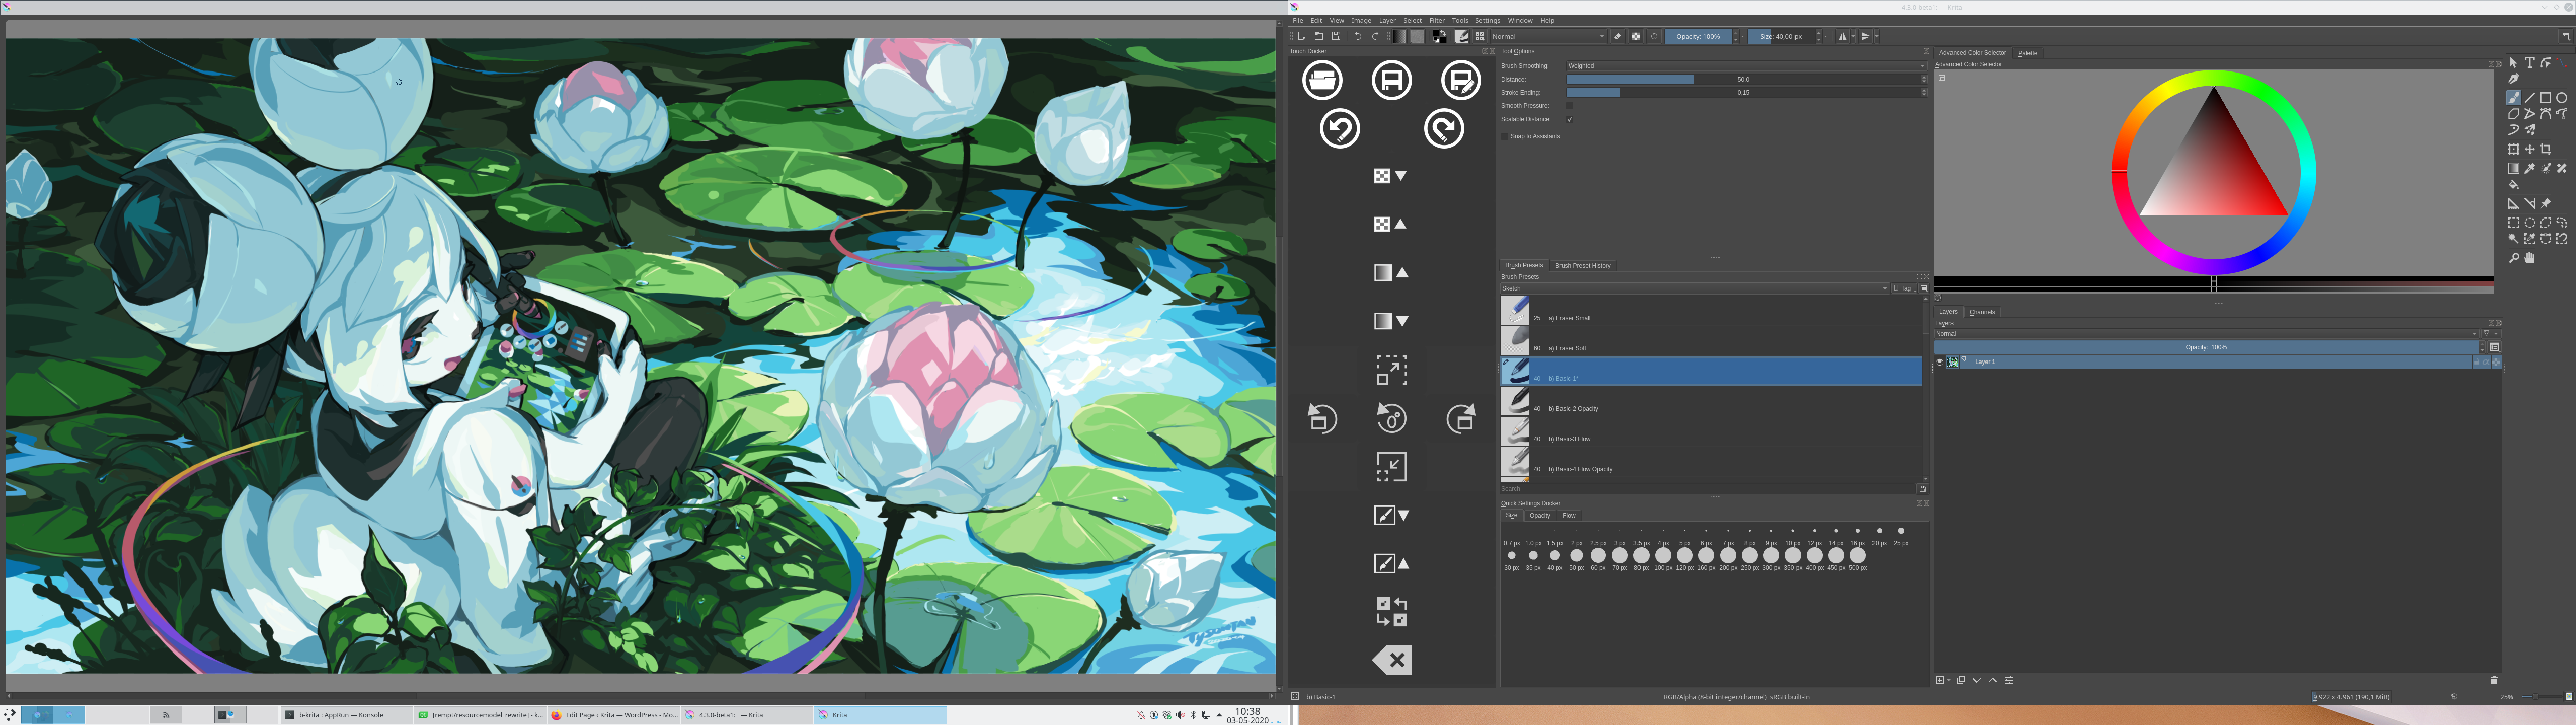 4.3.0-beta1: — Krita
File Edit View Image Layer Select Filter Tools Settings Window Help
Normal
Opacity: 100%
Size: 40,00 px
Touch Docker
Tool Options
Brush Smoothing: Weighted
Distance: 50,0
Stroke Ending: 0,15
Smooth Pressure:
Scalable Distance:
Snap to Assistants
Brush Presets Brush Preset History
Brush Presets
Sketch
Tag
25 a) Eraser Small
60 a) Eraser Soft
40 b) Basic-1*
40 b) Basic-2 Opacity
40 b) Basic-3 Flow
40 b) Basic-4 Flow Opacity
Search
Quick Settings Docker
Size Opacity Flow
0.7 px 1.0 px 1.5 px 2 px 2.5 px 3 px 3.5 px 4 px 5 px 6 px 7 px 8 px 9 px 10 px 12 px 14 px 16 px 20 px 25 px
30 px 35 px 40 px 50 px 60 px 70 px 80 px 100 px 120 px 160 px 200 px 250 px 300 px 350 px 400 px 450 px 500 px
Advanced Color Selector Palette
Advanced Color Selector
Layers Channels
Layers
Normal
Opacity: 100%
Layer 1
0°
b) Basic-1
RGB/Alpha (8-bit integer/channel) sRGB built-in
9.922 x 4.961 (190,1 MiB)
25%
b-krita : AppRun — Konsole
[rempt/resourcemodel_rewrite] - k...
Edit Page ‹ Krita — WordPress - Mo...
4.3.0-beta1: — Krita
Krita
10:38
03-05-2020